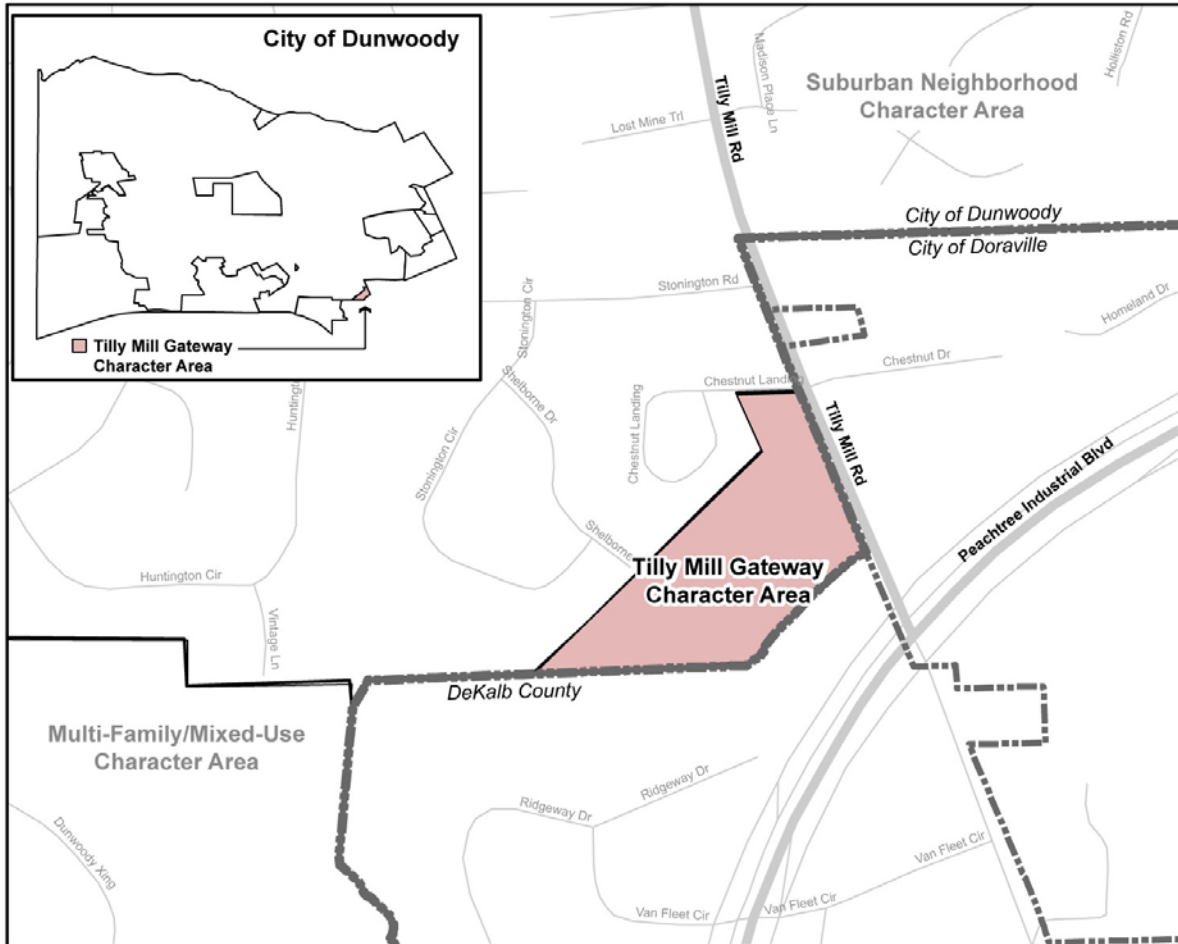 City of Dunwoody
Tilly Mill Gateway
Character Area
Suburban Neighborhood
Character Area
Holliston Rd
Madison Place Ln
Lost Mine Trl
Tilly Mill Rd
City of Dunwoody
City of Doraville
Stonington Rd
Homeland Dr
Stonington Cir
Chestnut Dr
Chestnut Landing
Huntington
Shelborne Dr
Chestnut Landing
Tilly Mill Rd
Stonington Cir
Peachtree Industrial Blvd
Shelborne
Tilly Mill Gateway
Character Area
Huntington Cir
Vintage Ln
DeKalb County
Multi-Family/Mixed-Use
Character Area
Ridgeway Dr
Ridgeway Dr
Dunwoody Xing
Van Fleet Cir
Van Fleet Cir
Van Fleet Cir